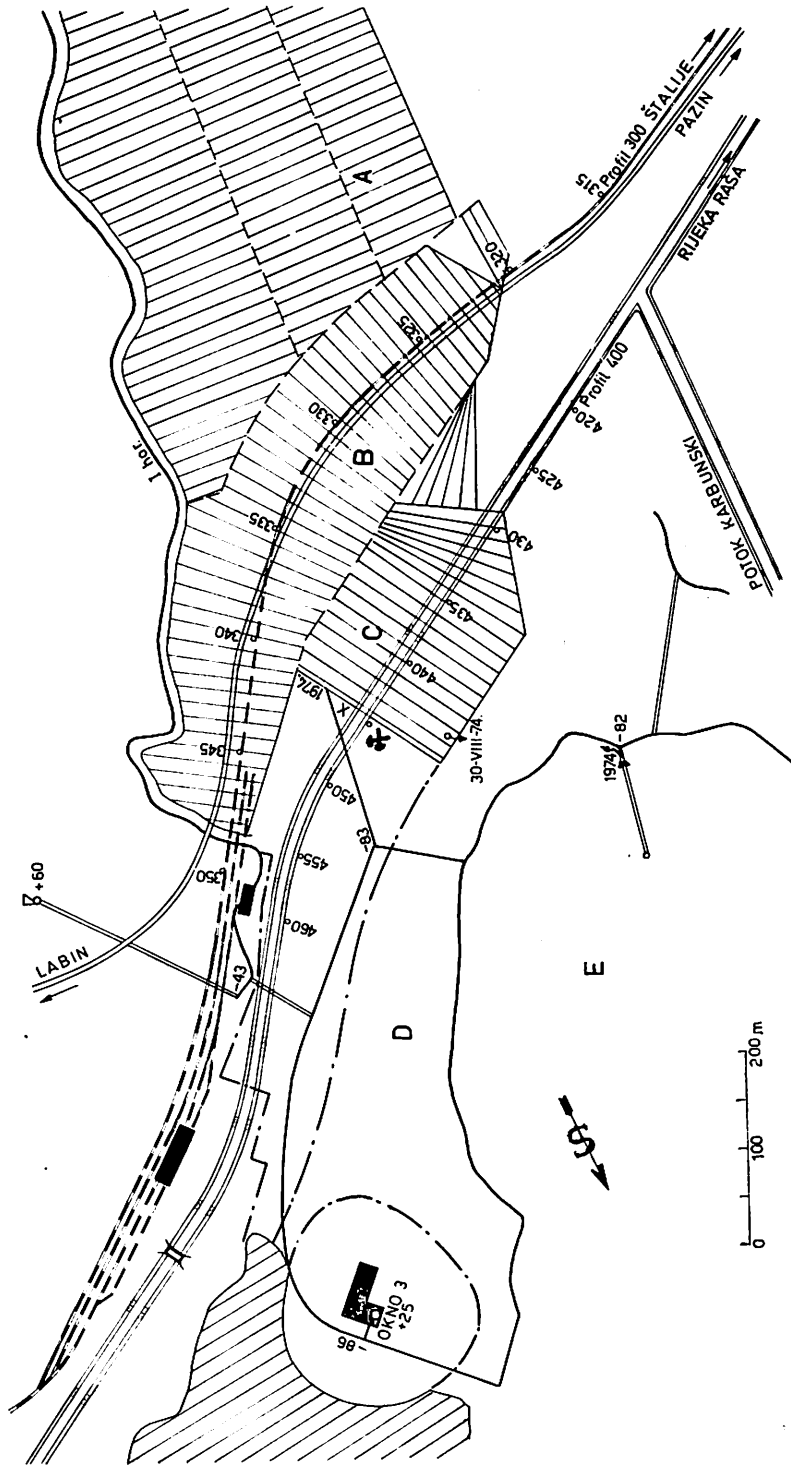 A
B
C
D
E
1 hor.
LABIN
+60
ŠTALIJE
PAZIN
Profil 300
315
320
325
330
335
340
345
350
RIJEKA RAŠA
POTOK KARBUNSKI
Profil 400
420
425
430
435
440
450
455
460
1974.
X
30-VIII-74.
-83
-43
1974
-82
S
OKNO 3
+25
-86
0 100 200 m